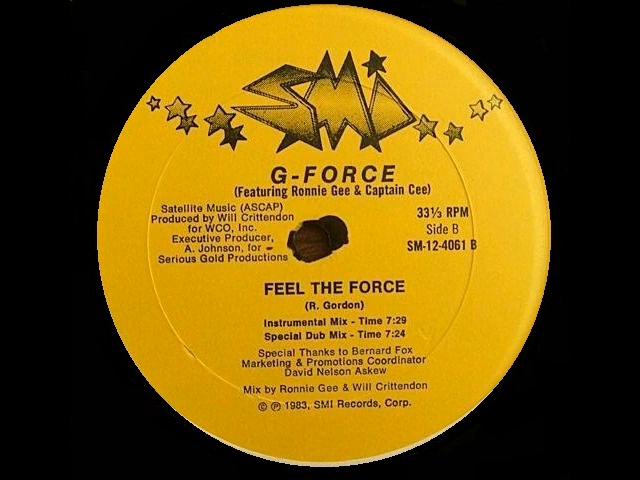 SMI
G-FORCE
(Featuring Ronnie Gee & Captain Cee)
Satellite Music (ASCAP)
Produced by Will Crittendon
for WCO, Inc.
Executive Producer,
A. Johnson, for
Serious Gold Productions
33⅓ RPM
Side B
SM-12-4061 B
FEEL THE FORCE
(R. Gordon)
Instrumental Mix - Time 7:29
Special Dub Mix - Time 7:24
Special Thanks to Bernard Fox
Marketing & Promotions Coordinator
David Nelson Askew
Mix by Ronnie Gee & Will Crittendon
© ℗ 1983, SMI Records, Corp.